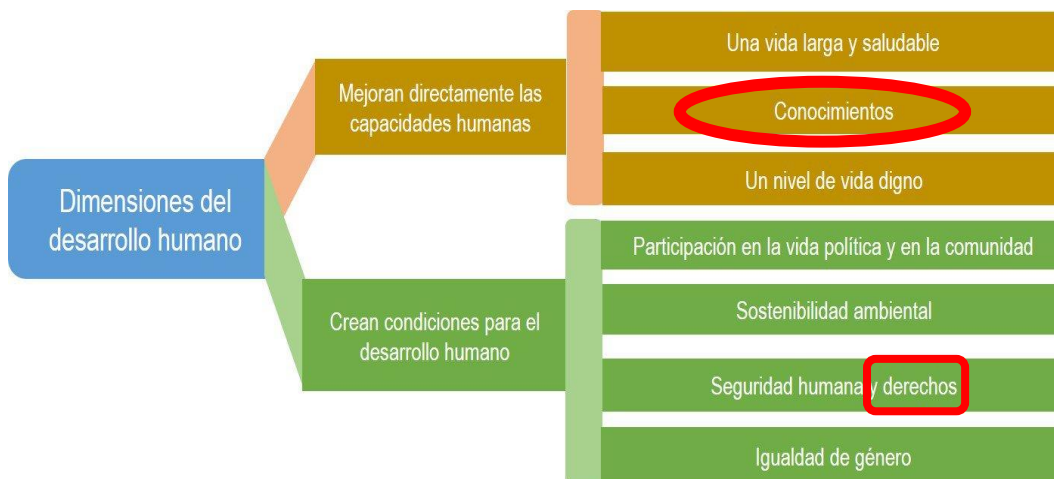 Dimensiones del
desarrollo humano
Mejoran directamente las
capacidades humanas
Una vida larga y saludable
Conocimientos
Un nivel de vida digno
Crean condiciones para el
desarrollo humano
Participación en la vida política y en la comunidad
Sostenibilidad ambiental
Seguridad humana y derechos
Igualdad de género